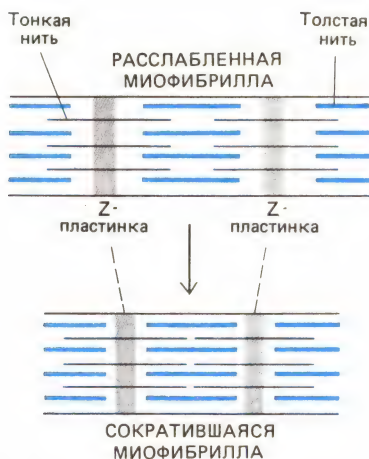 Тонкая
нить
Толстая
нить
РАССЛАБЛЕННАЯ
МИОФИБРИЛЛА
Z-
пластинка
Z-
пластинка
СОКРАТИВШАЯСЯ
МИОФИБРИЛЛА